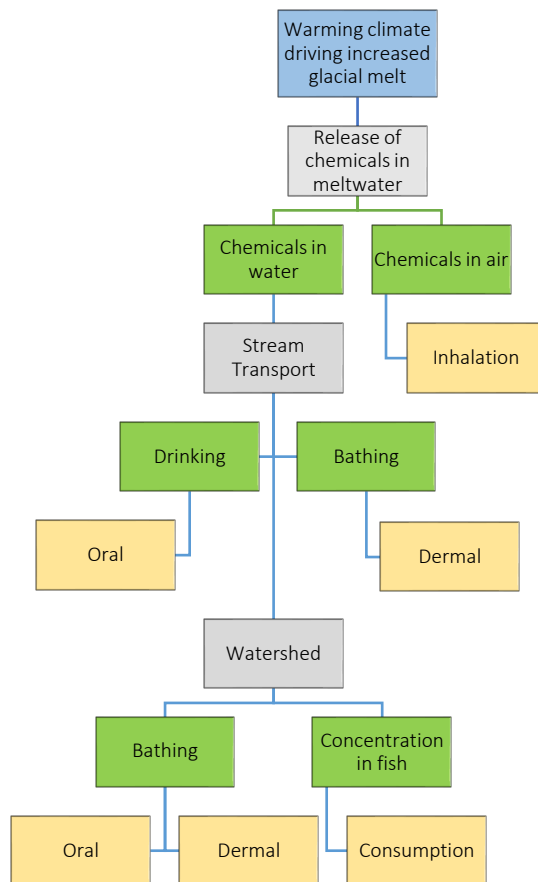 Warming climate
driving increased
glacial melt
Release of
chemicals in
meltwater
Chemicals in
water
Chemicals in air
Stream
Transport
Inhalation
Drinking
Bathing
Oral
Dermal
Watershed
Bathing
Concentration
in fish
Oral
Dermal
Consumption